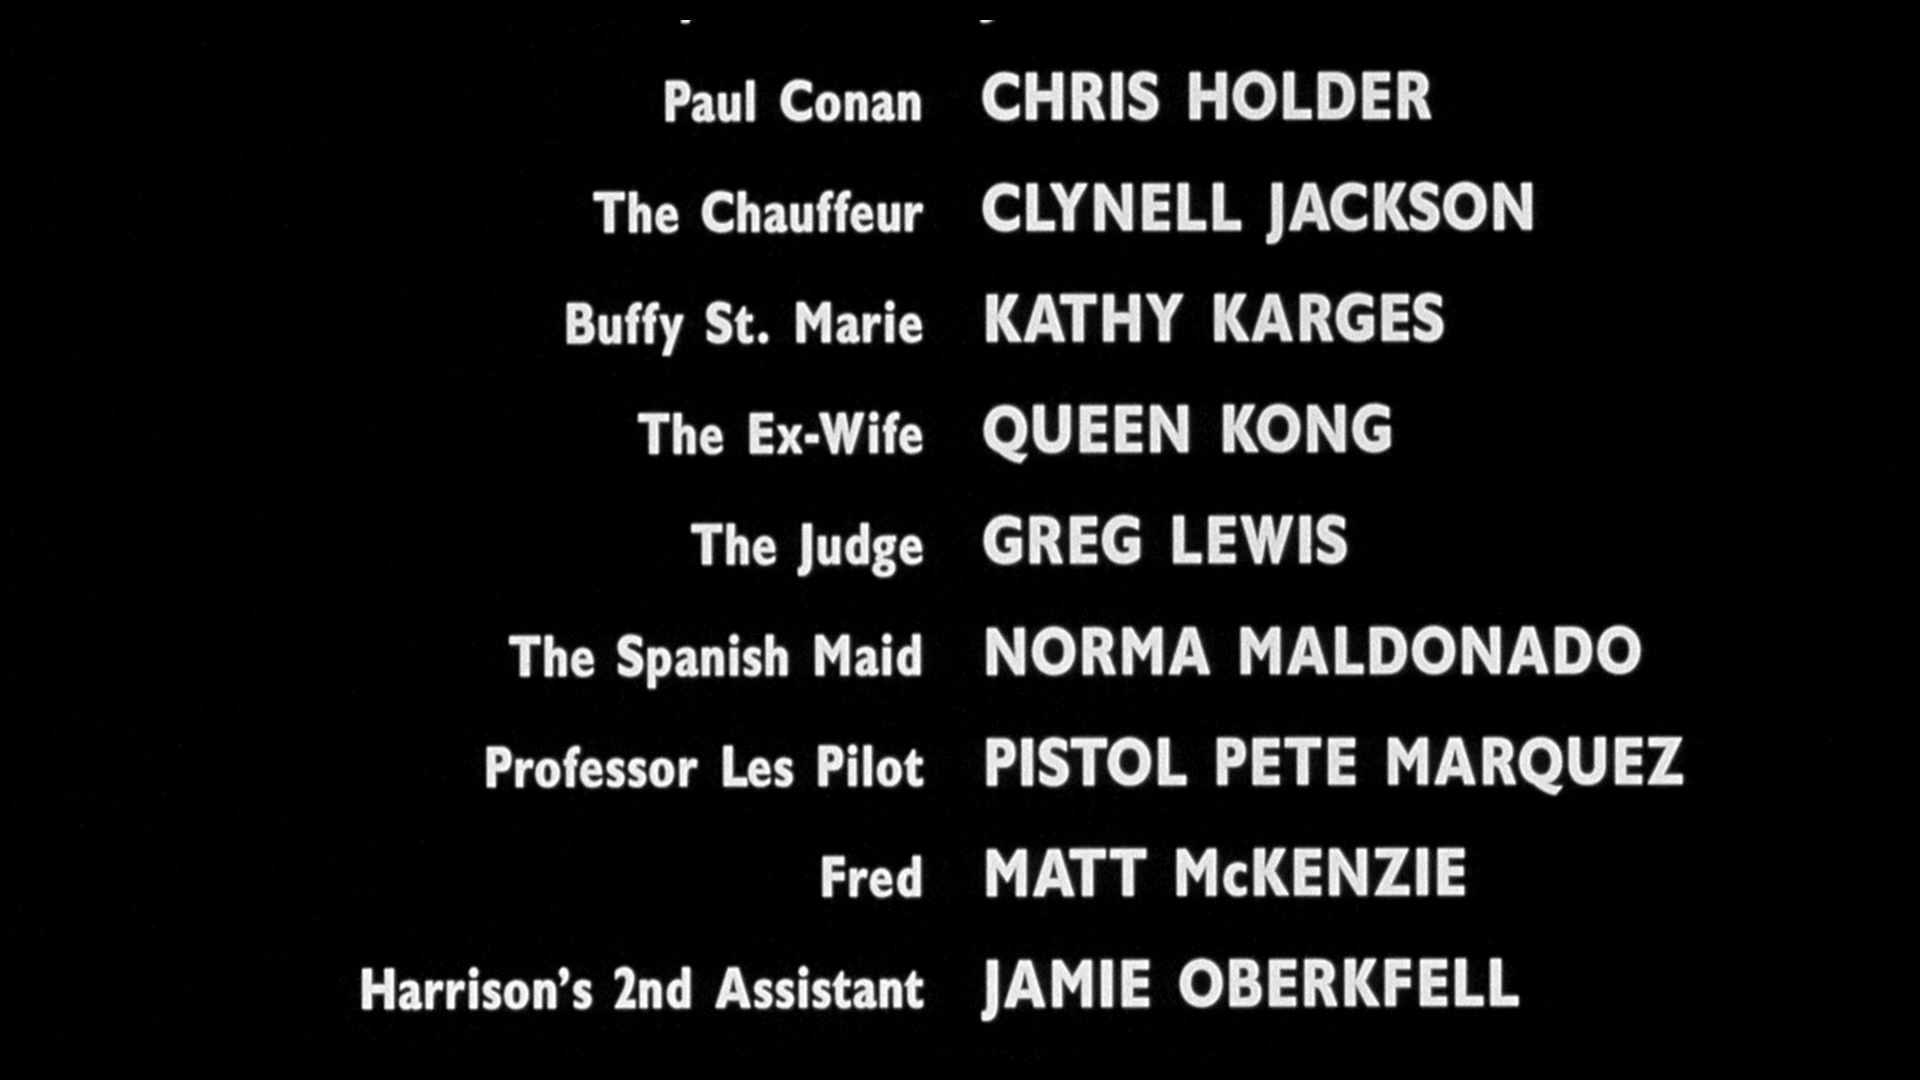 Paul Conan CHRIS HOLDER
The Chauffeur CLYNELL JACKSON
Buffy St. Marie KATHY KARGES
The Ex-Wife QUEEN KONG
The Judge GREG LEWIS
The Spanish Maid NORMA MALDONADO
Professor Les Pilot PISTOL PETE MARQUEZ
Fred MATT McKENZIE
Harrison's 2nd Assistant JAMIE OBERKFELL